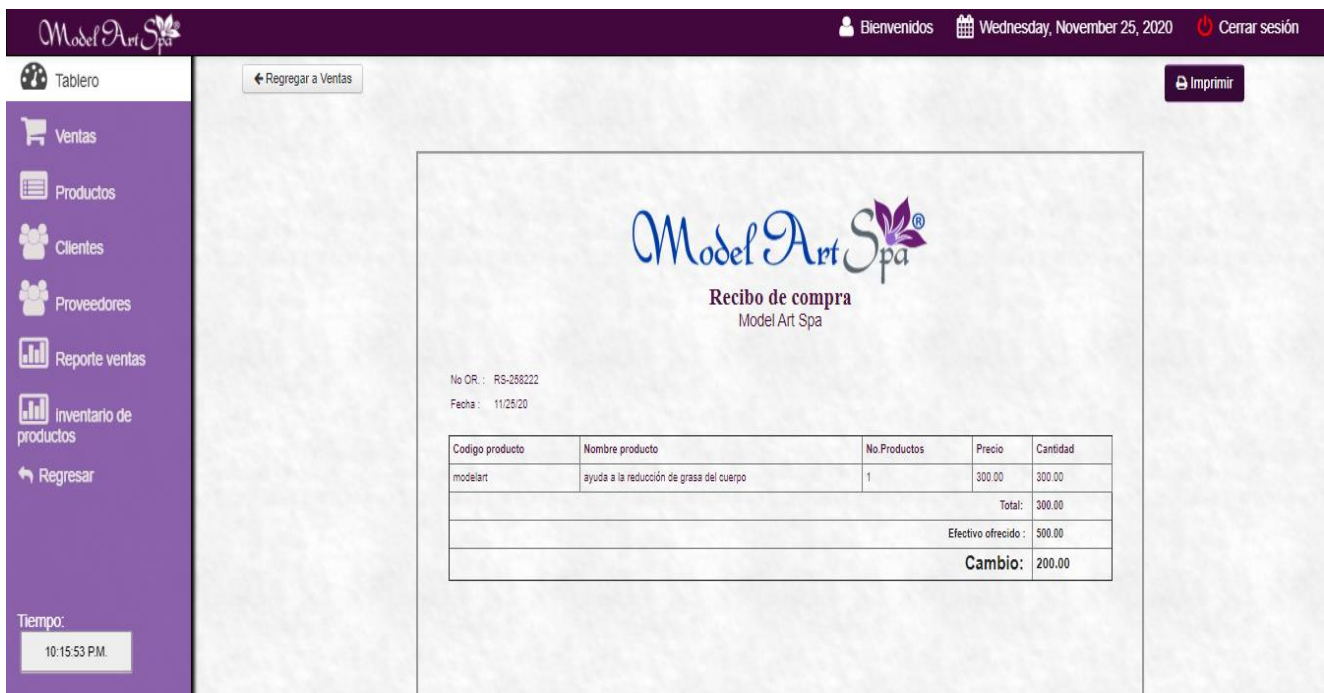 Model Art Spa
Bienvenidos
Wednesday, November 25, 2020
Cerrar sesión
Tablero
Ventas
Productos
Clientes
Proveedores
Reporte ventas
Inventario de
productos
Regresar
Tiempo:
10:15:53 P.M.
Regregar a Ventas
Imprimir
Model Art Spa®
Recibo de compra
Model Art Spa
No OR. : RS-258222
Fecha : 11/25/20
Codigo producto Nombre producto No.Productos Precio Cantidad
modelart ayuda a la reducción de grasa del cuerpo 1 300.00 300.00
Total: 300.00
Efectivo ofrecido : 500.00
Cambio: 200.00